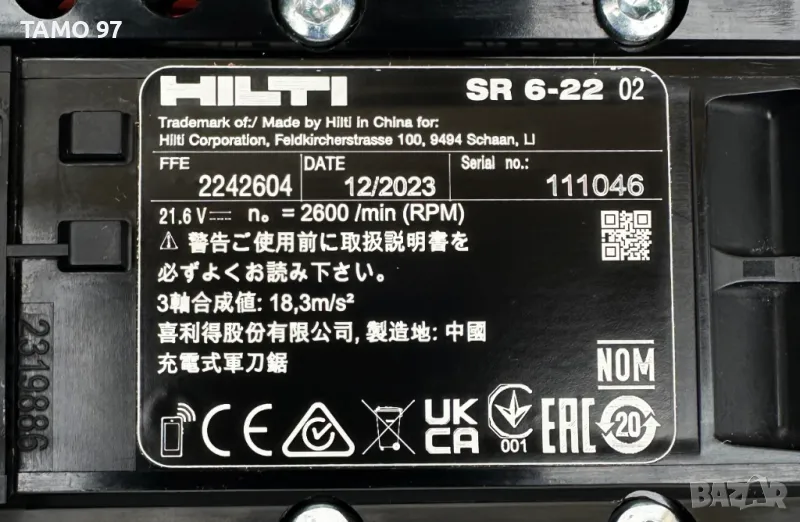 TAMO 97
HILTI SR 6-22 02
Trademark of:/ Made by Hilti in China for:
Hilti Corporation, Feldkircherstrasse 100, 9494 Schaan, LI
FFE DATE Serial no.:
2242604 12/2023 111046
21.6 V⎓ n₀ = 2600 /min (RPM)
⚠ 警告ご使用前に取扱説明書を
必ずよくお読み下さい。
3軸合成値: 18,3m/s²
喜利得股份有限公司, 製造地: 中國
充電式軍刀鋸
NOM
CE UK CA 001 EAC 20
2319886
BAZAR